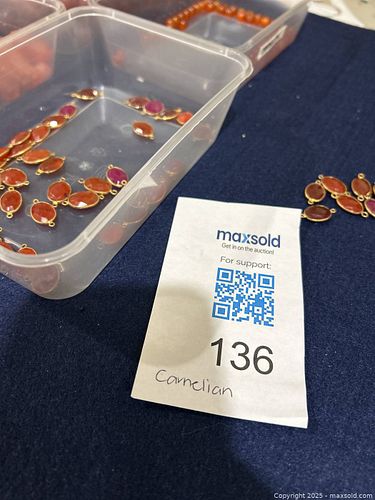 maxsold
Get in on the auction!
For support:
136
Carnelian
Copyright 2025 - maxsold.com